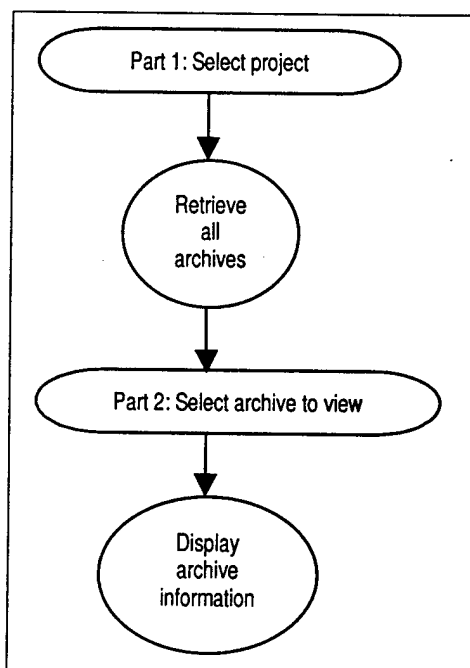 Part 1: Select project
Retrieve
all
archives
Part 2: Select archive to view
Display
archive
information